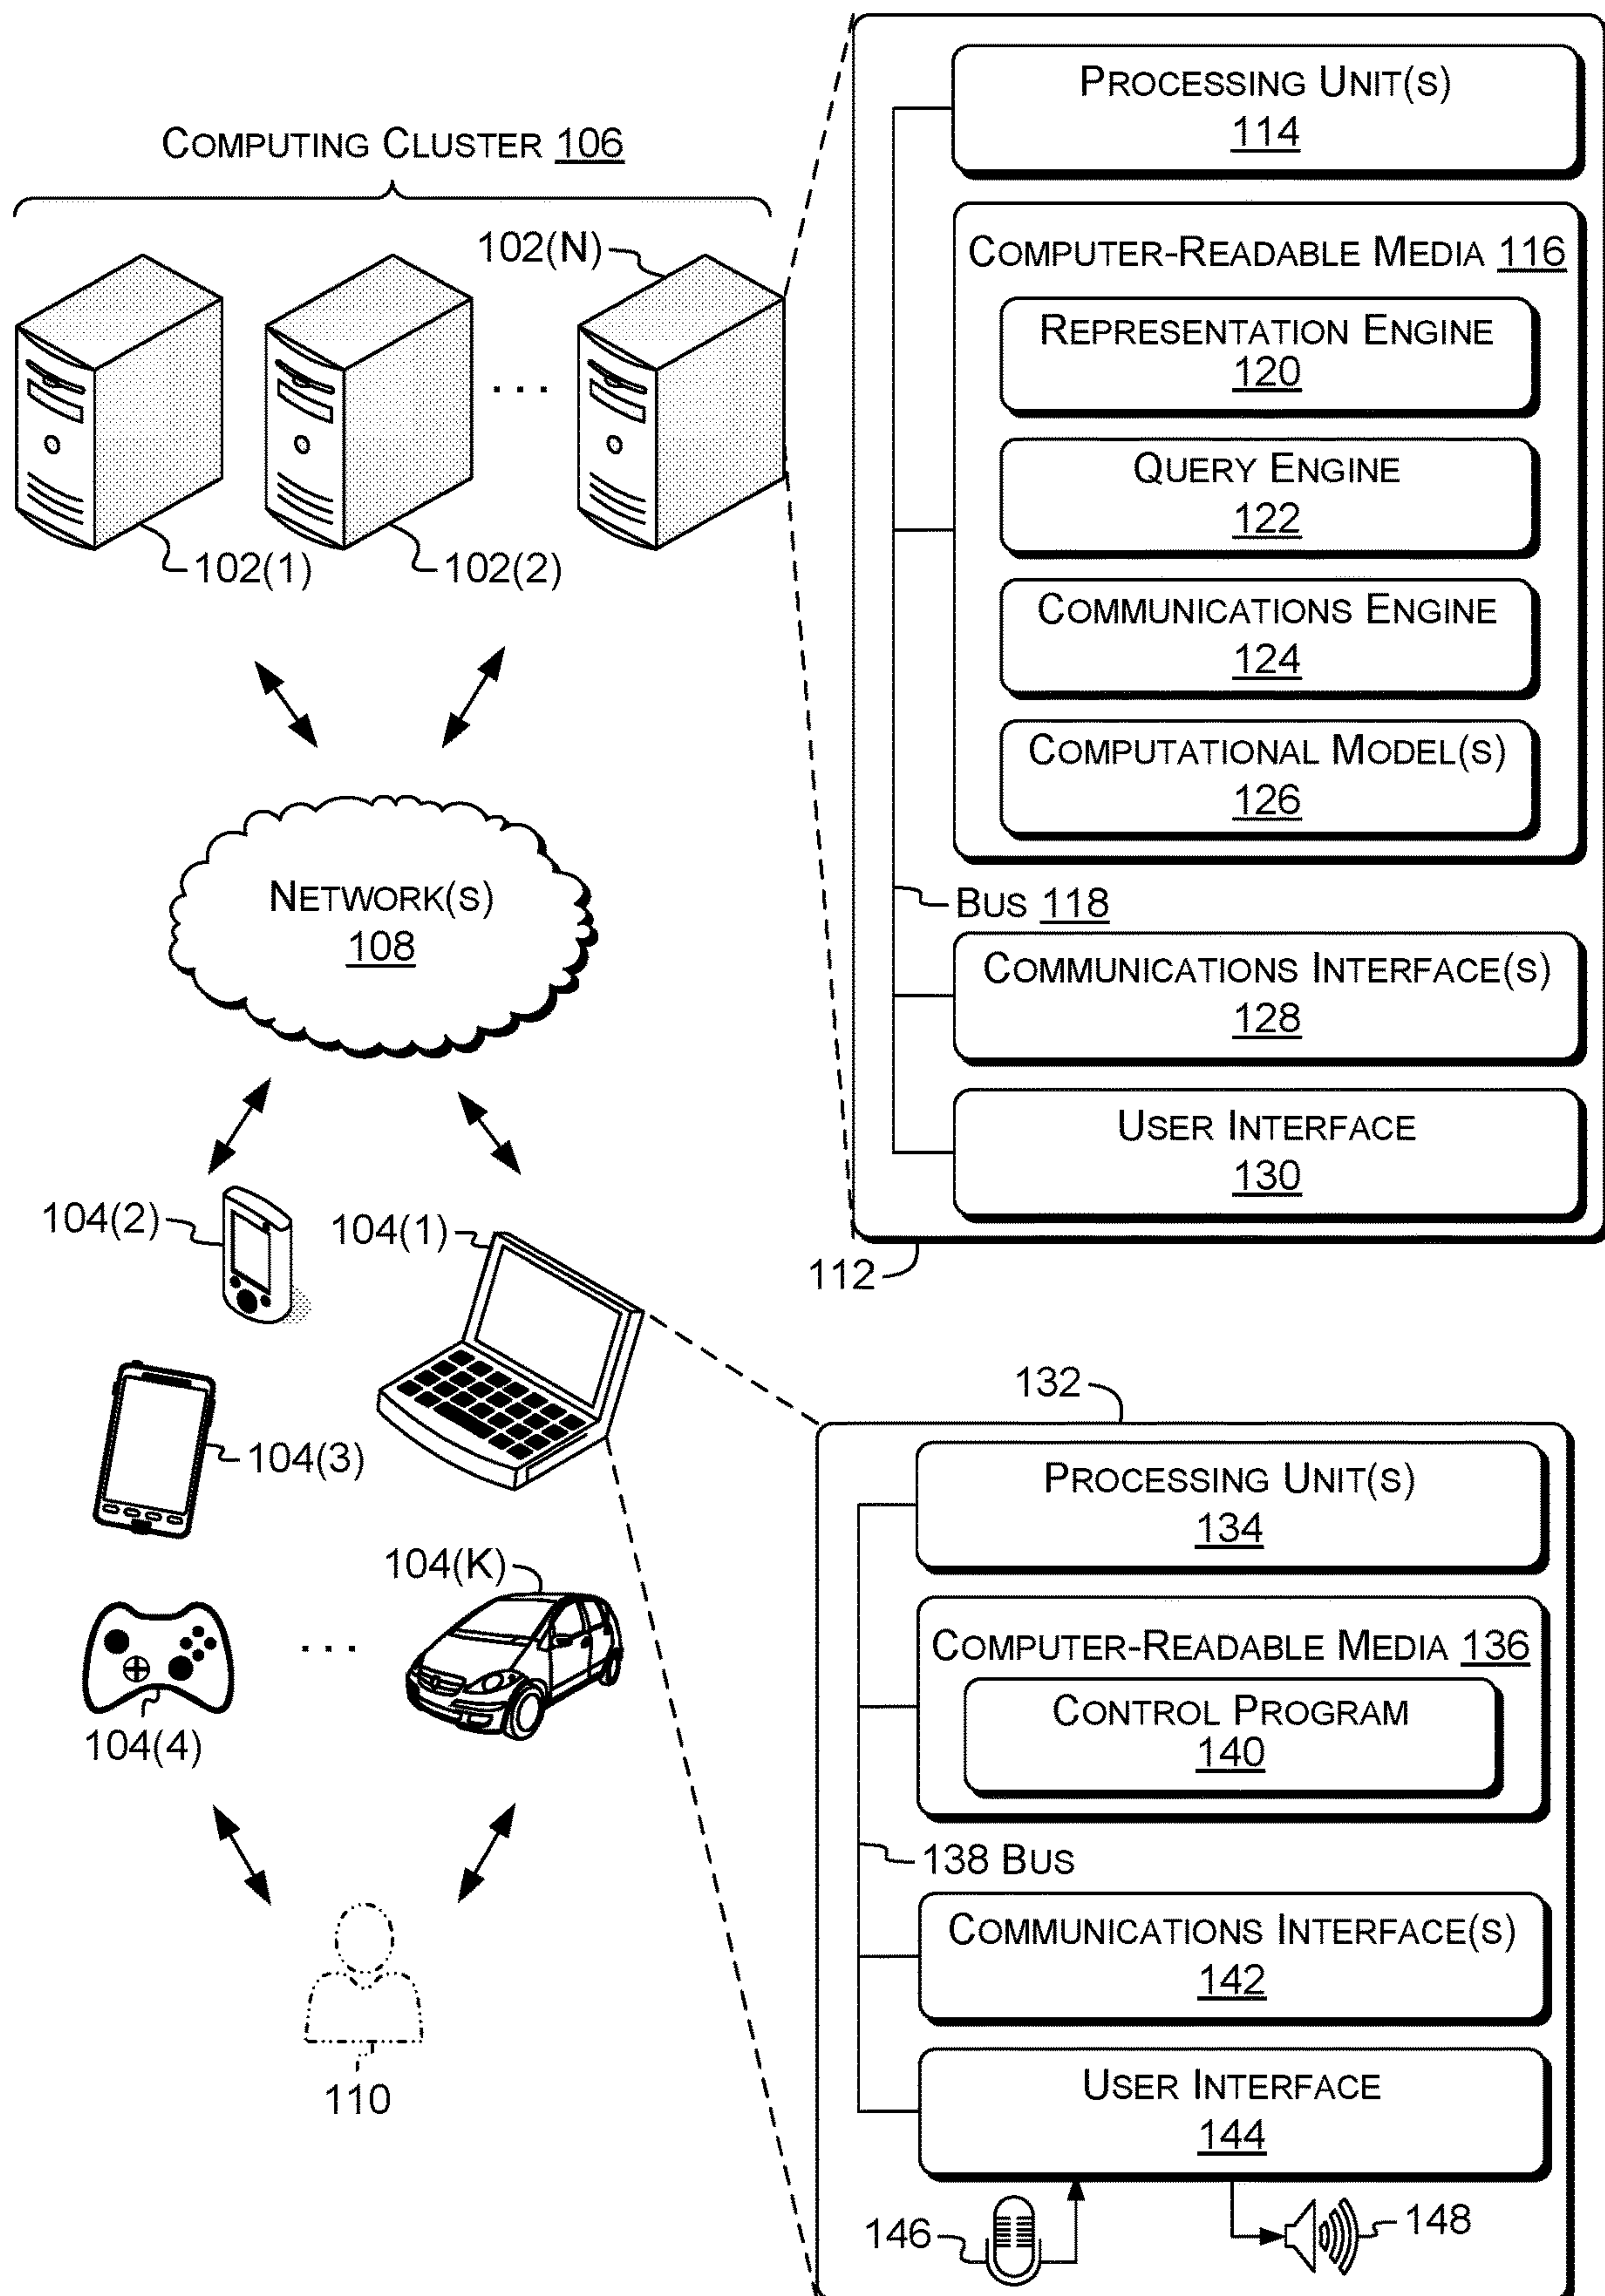 COMPUTING CLUSTER 106
102(N)
102(1)
102(2)
NETWORK(S)
108
104(2)
104(1)
104(3)
104(K)
104(4)
110
PROCESSING UNIT(S)
114
COMPUTER-READABLE MEDIA 116
REPRESENTATION ENGINE
120
QUERY ENGINE
122
COMMUNICATIONS ENGINE
124
COMPUTATIONAL MODEL(S)
126
BUS 118
COMMUNICATIONS INTERFACE(S)
128
USER INTERFACE
130
112
132
PROCESSING UNIT(S)
134
COMPUTER-READABLE MEDIA 136
CONTROL PROGRAM
140
138 BUS
COMMUNICATIONS INTERFACE(S)
142
USER INTERFACE
144
146
148